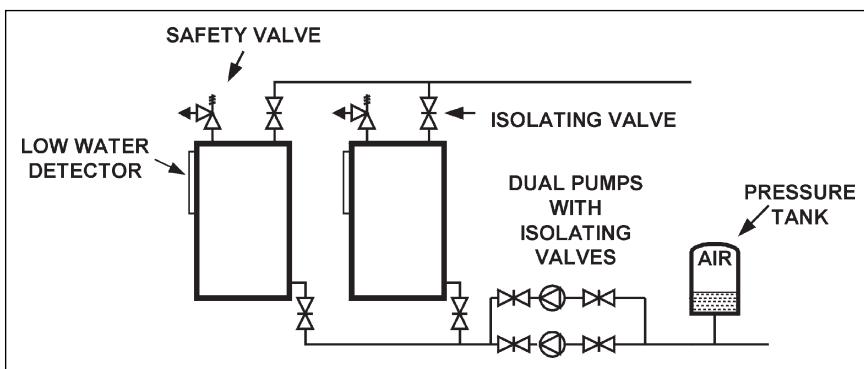 SAFETY VALVE
ISOLATING VALVE
LOW WATER
DETECTOR
DUAL PUMPS
WITH
ISOLATING
VALVES
PRESSURE
TANK
AIR